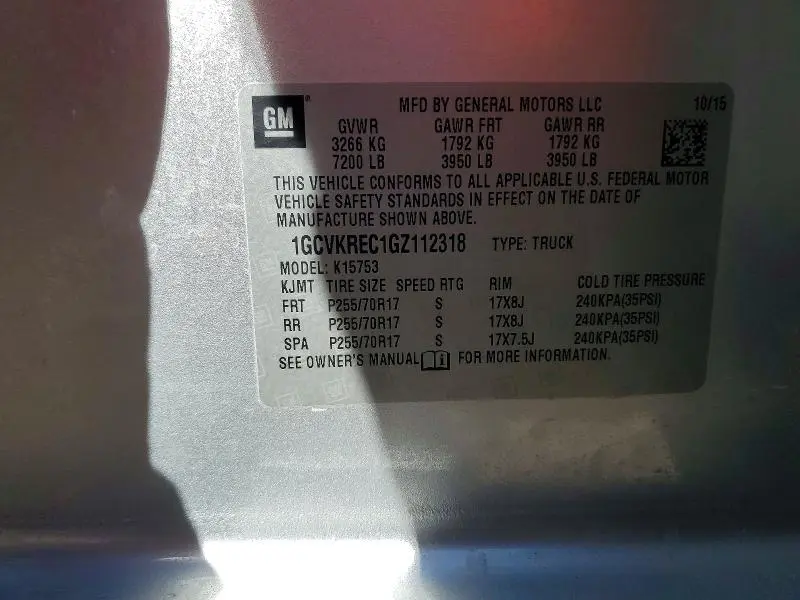 GM
MFD BY GENERAL MOTORS LLC 10/15
GVWR GAWR FRT GAWR RR
3266 KG 1792 KG 1792 KG
7200 LB 3950 LB 3950 LB
THIS VEHICLE CONFORMS TO ALL APPLICABLE U.S. FEDERAL MOTOR
VEHICLE SAFETY STANDARDS IN EFFECT ON THE DATE OF
MANUFACTURE SHOWN ABOVE.
1GCVKREC1GZ112318 TYPE: TRUCK
MODEL: K15753
KJMT TIRE SIZE SPEED RTG RIM COLD TIRE PRESSURE
FRT P255/70R17 S 17X8J 240KPA(35PSI)
RR P255/70R17 S 17X8J 240KPA(35PSI)
SPA P255/70R17 S 17X7.5J 240KPA(35PSI)
SEE OWNER'S MANUAL i FOR MORE INFORMATION.